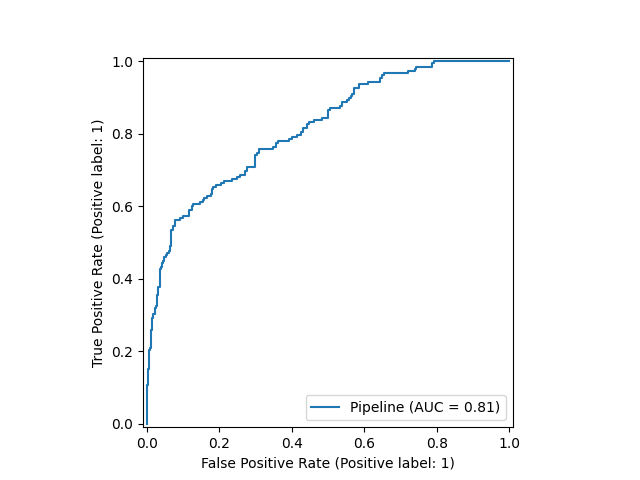 1.0
0.8
0.6
0.4
0.2
0.0
True Positive Rate (Positive label: 1)
Pipeline (AUC = 0.81)
0.0 0.2 0.4 0.6 0.8 1.0
False Positive Rate (Positive label: 1)